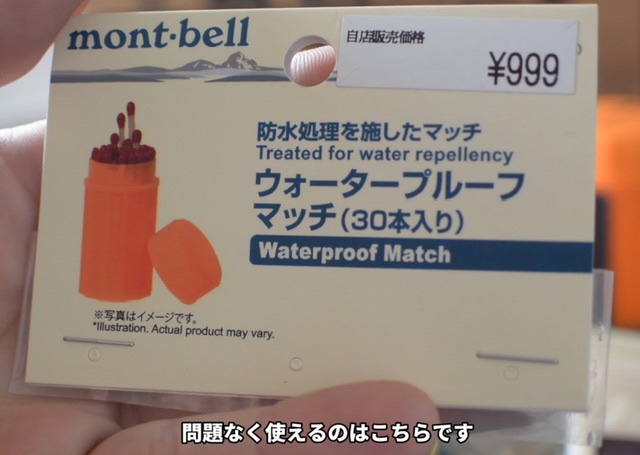 mont-bell
自店販売価格
¥999
防水処理を施したマッチ
Treated for water repellency
ウォータープルーフ
マッチ(30本入り)
Waterproof Match
※写真はイメージです。
*Illustration. Actual product may vary.
問題なく使えるのはこちらです